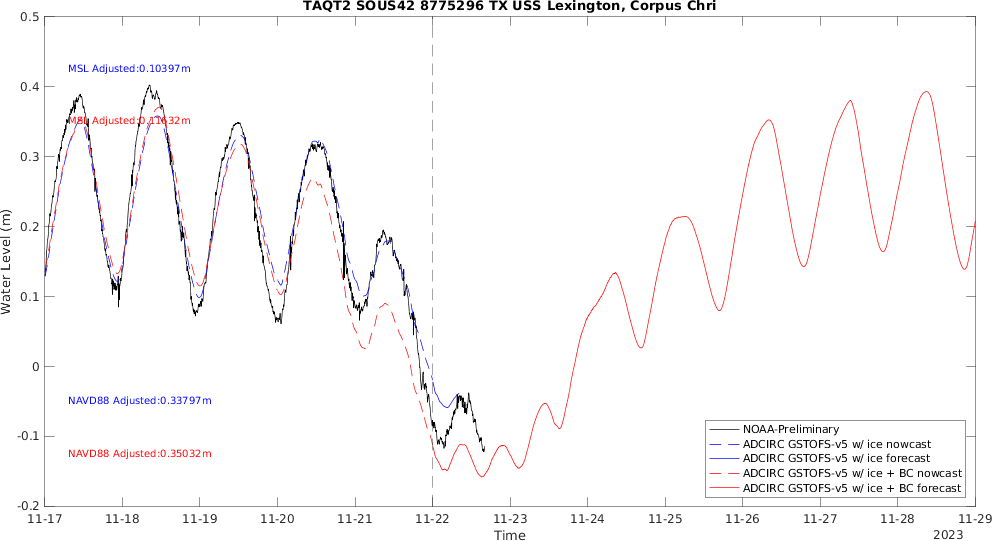 TAQT2 SOUS42 8775296 TX USS Lexington, Corpus Chri
0.5
MSL Adjusted:0.10397m
0.4
MSL Adjusted:0.11632m
0.3
0.2
Water Level (m)
0.1
0
NAVD88 Adjusted:0.33797m
-0.1
NAVD88 Adjusted:0.35032m
-0.2
NOAA-Preliminary
ADCIRC GSTOFS-v5 w/ ice nowcast
ADCIRC GSTOFS-v5 w/ ice forecast
ADCIRC GSTOFS-v5 w/ ice + BC nowcast
ADCIRC GSTOFS-v5 w/ ice + BC forecast
11-17 11-18 11-19 11-20 11-21 11-22 11-23 11-24 11-25 11-26 11-27 11-28 11-29
Time
2023